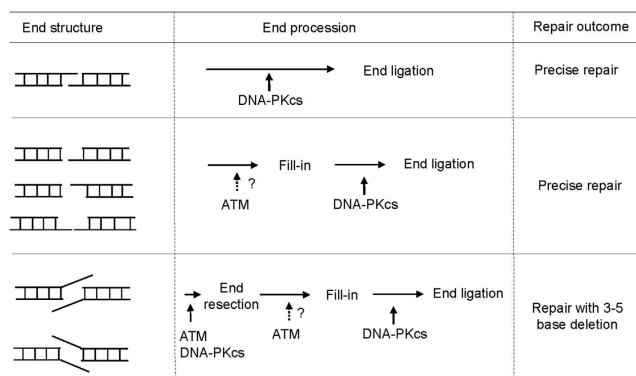 End structure
End procession
Repair outcome
End ligation
DNA-PKcs
Precise repair
Fill-in
End ligation
?
ATM
DNA-PKcs
Precise repair
End
resection
Fill-in
End ligation
?
ATM
DNA-PKcs
ATM
DNA-PKcs
Repair with 3-5
base deletion